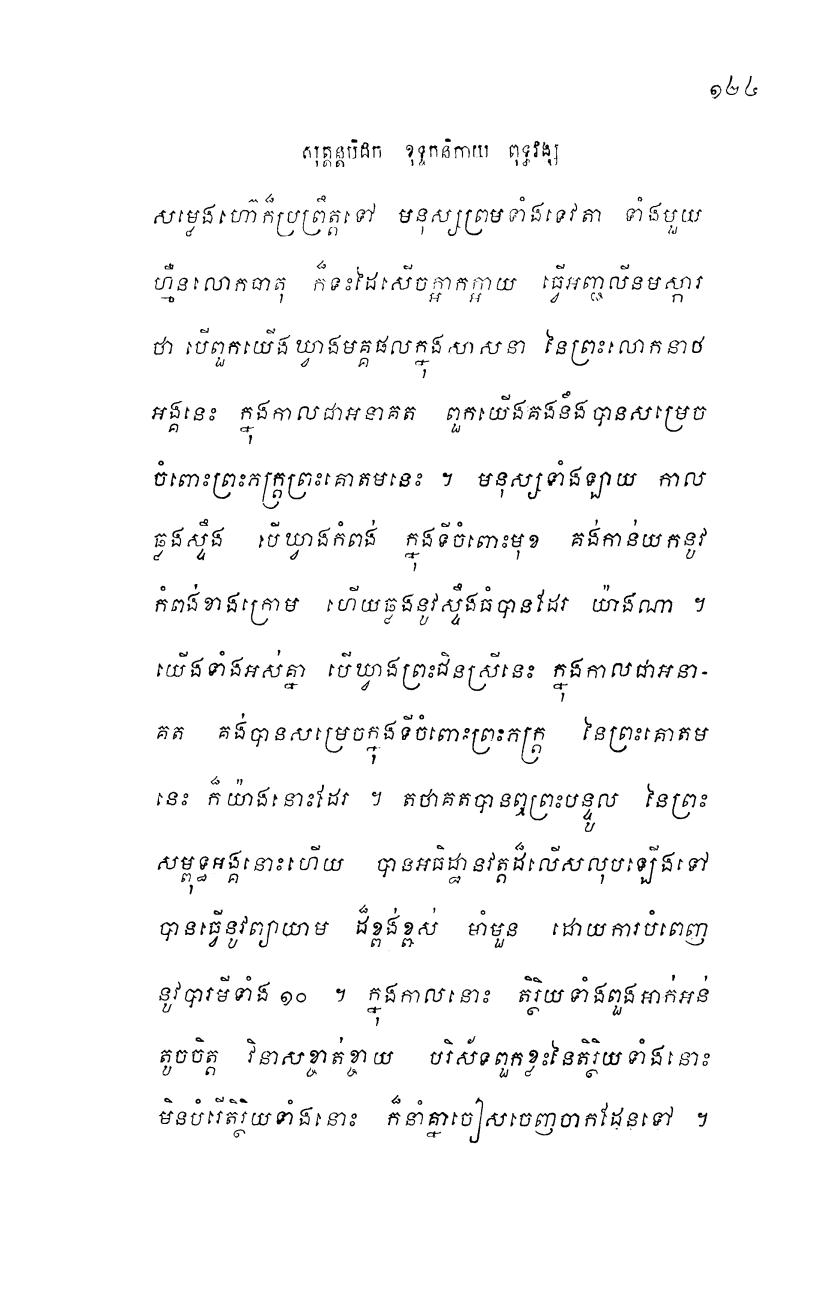 ១២៤
សុត្តន្តបិដក ខុទ្ទកនិកាយ ពុទ្ធវង្ស
សម្លេងហ៊ោក៏ប្រព្រឹត្តទៅ មនុស្សព្រមទាំងទេវតា ទាំងមួយ
ហ្មឺនលោកធាតុ ក៏ទះដៃសើចក្អាកក្អាយ ធ្វើអញ្ជលីនមស្ការ
ថា បើពួកយើងឃ្វាងមគ្គផលក្នុងសាសនា នៃព្រះលោកនាថ
អង្គនេះ ក្នុងកាលជាអនាគត ពួកយើងគង់នឹងបានសម្រេច
ចំពោះព្រះភក្ត្រព្រះគោតមនេះ ។ មនុស្សទាំងឡាយ កាល
ឆ្លងស្ទឹង បើឃ្វាងកំពង់ ក្នុងទីចំពោះមុខ គង់កាន់យកនូវ
កំពង់ខាងក្រោម ហើយឆ្លងនូវស្ទឹងធំបានដែរ យ៉ាងណា ។
យើងទាំងអស់គ្នា បើឃ្វាងព្រះជិនស្រីនេះ ក្នុងកាលជាអនា-
គត គង់បានសម្រេចក្នុងទីចំពោះព្រះភក្ត្រ នៃព្រះគោតម
នេះ ក៏យ៉ាងនោះដែរ ។ តថាគតបានឮព្រះបន្ទូល នៃព្រះ
សម្ពុទ្ធអង្គនោះហើយ បានអធិដ្ឋានវត្តដ៏លើសលុបឡើងទៅ
បានធ្វើនូវព្យាយាម ដ៏ខ្ពង់ខ្ពស់ មាំមួន ដោយការបំពេញ
នូវបារមីទាំង ១០ ។ ក្នុងកាលនោះ តិរ្ថិយទាំងពួងអាក់អន់
តូចចិត្ត វិនាសខ្ចាត់ខ្ចាយ បរិស័ទពួកខ្លះនៃតិរ្ថិយទាំងនោះ
មិនបំរើតិរ្ថិយទាំងនោះ ក៏នាំគ្នាចៀសចេញចាកដែនទៅ ។